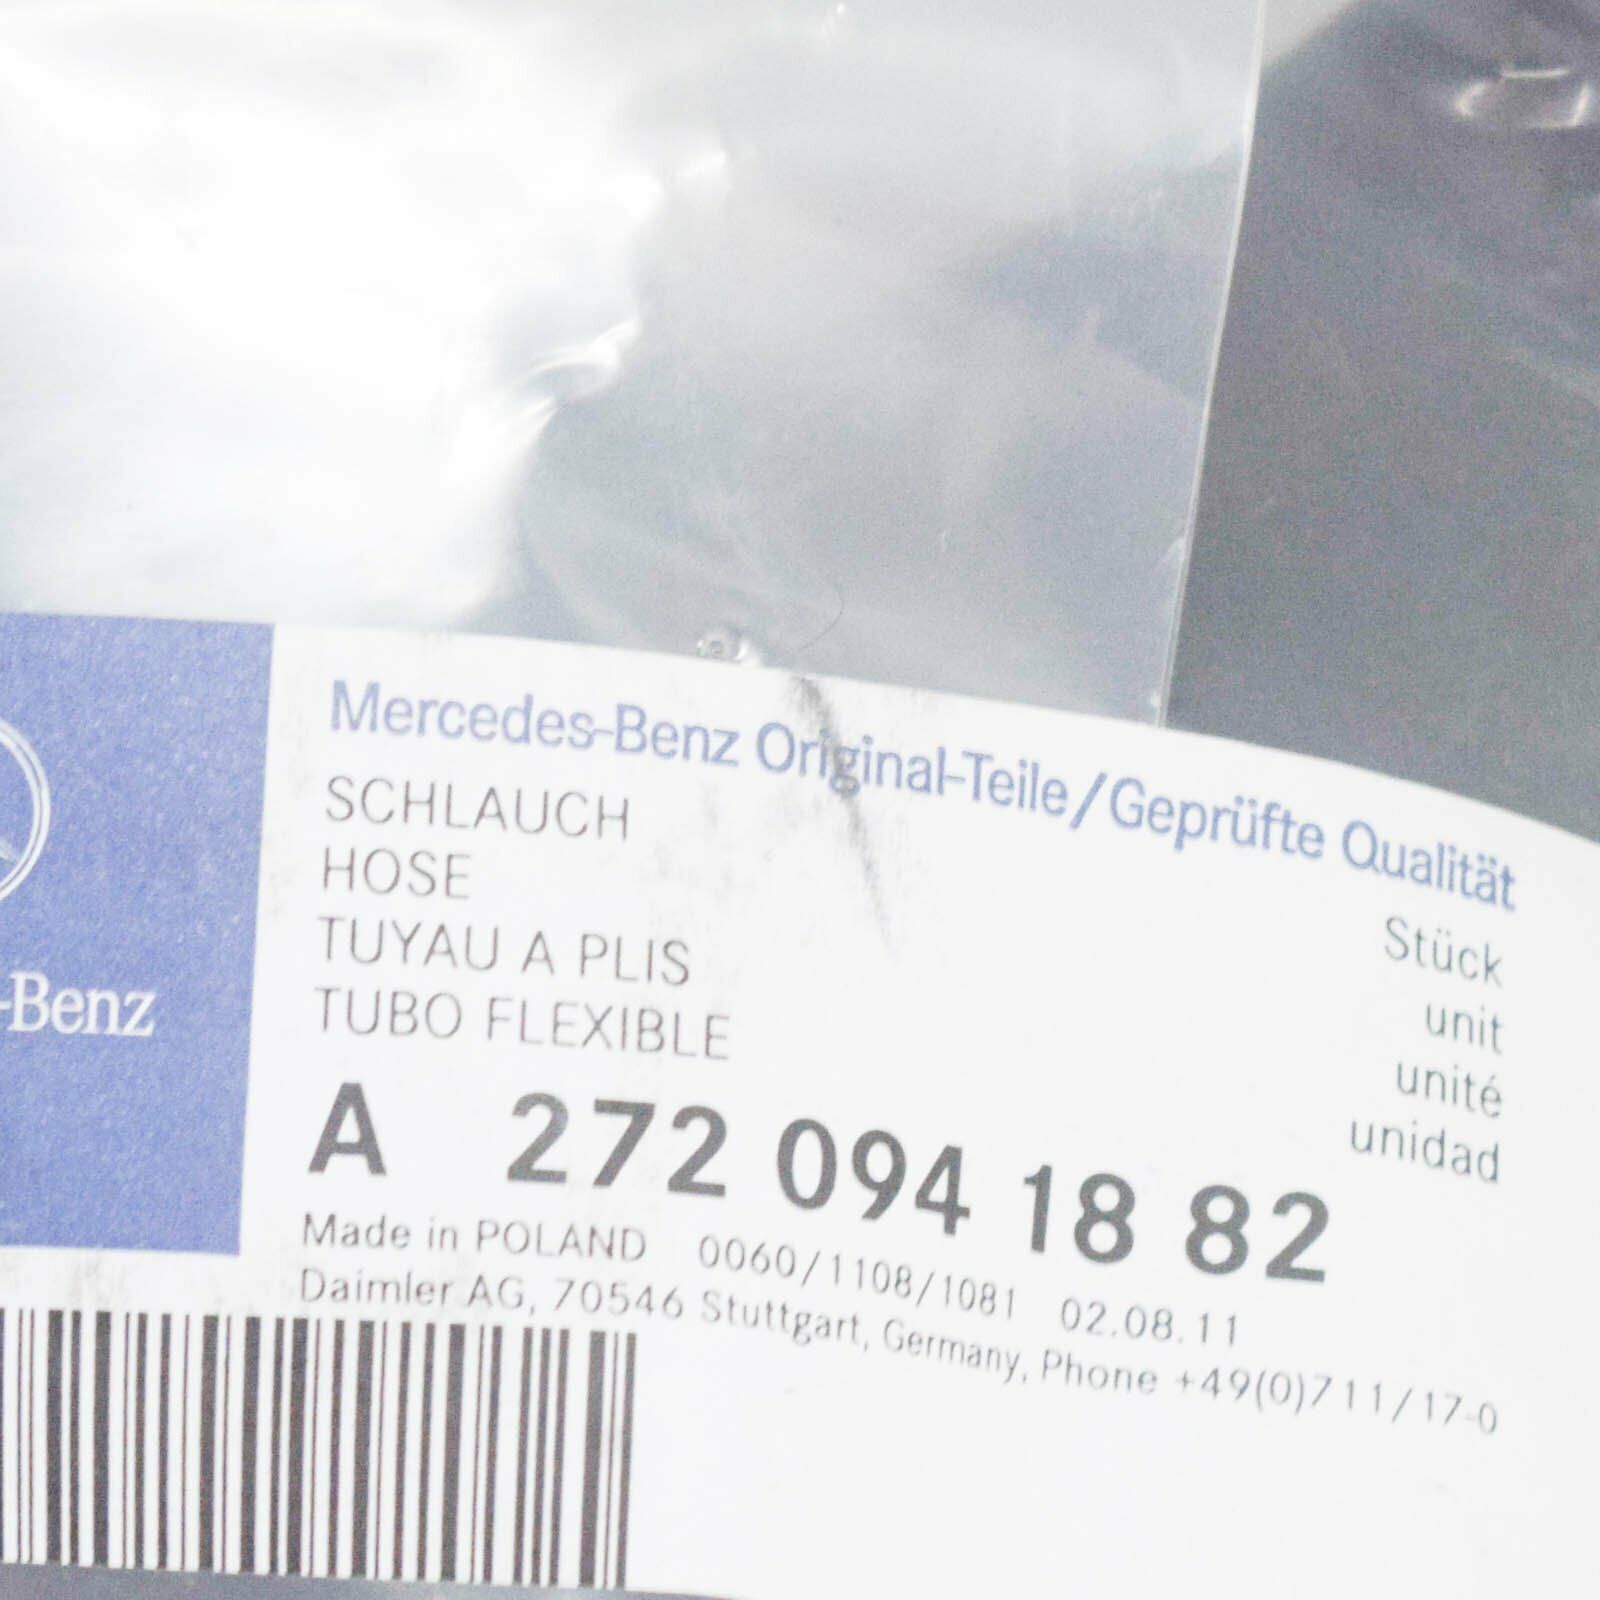 Mercedes-Benz Original-Teile/Geprüfte Qualität
SCHLAUCH
HOSE
TUYAU A PLIS
TUBO FLEXIBLE
Stück
unit
unité
unidad
-Benz
A 272 094 18 82
Made in POLAND 0060/1108/1081 02.08.11
Daimler AG, 70546 Stuttgart, Germany, Phone +49(0)711/17-0